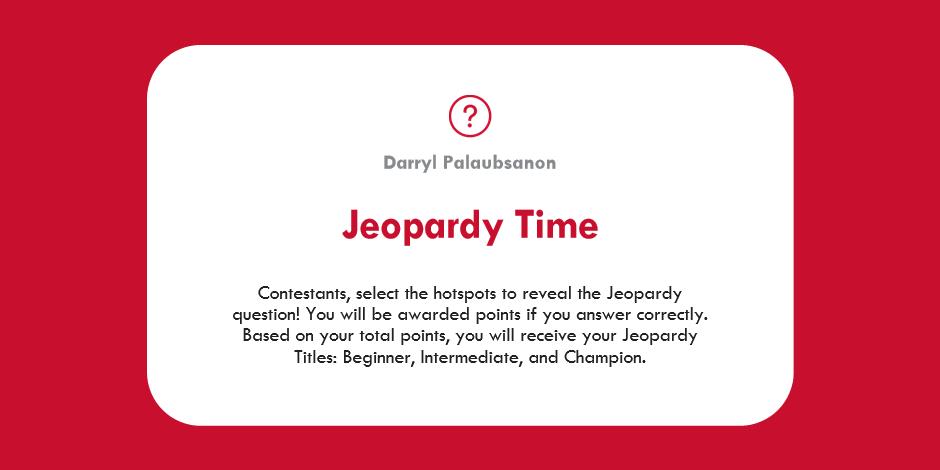 ?
Darryl Palaubsanon
Jeopardy Time
Contestants, select the hotspots to reveal the Jeopardy
question! You will be awarded points if you answer correctly.
Based on your total points, you will receive your Jeopardy
Titles: Beginner, Intermediate, and Champion.